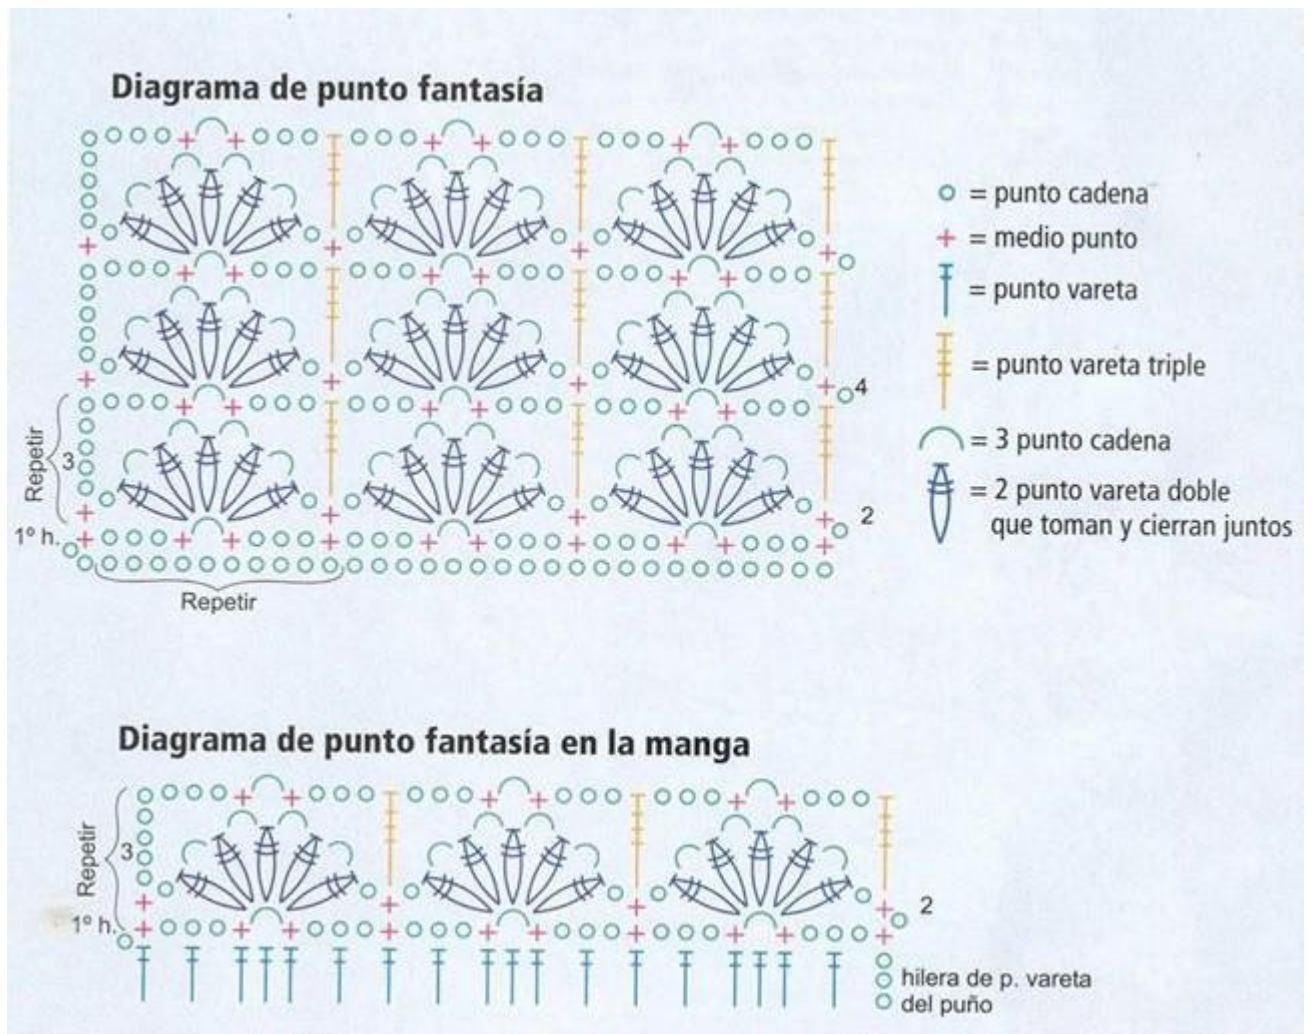 Diagrama de punto fantasía
= punto cadena
= medio punto
= punto vareta
= punto vareta triple
= 3 punto cadena
= 2 punto vareta doble
que toman y cierran juntos
4
Repetir
3
2
1º h.
Repetir
Diagrama de punto fantasía en la manga
Repetir
3
2
1º h.
hilera de p. vareta
del puño